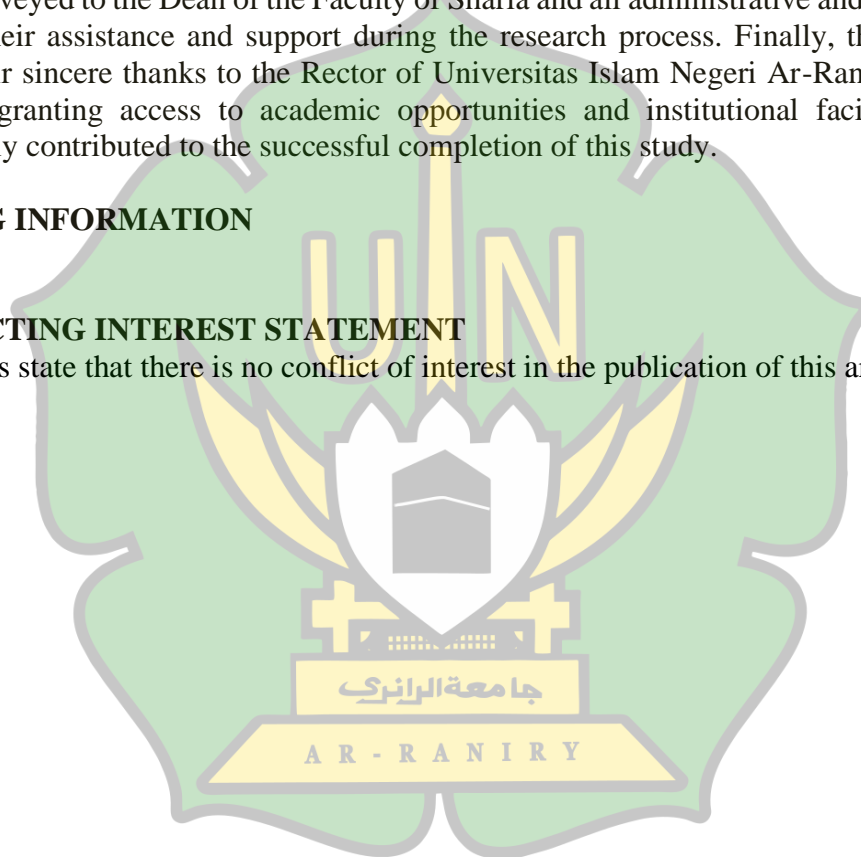 veyed to the Dean of the Faculty of Sharia and all administrative and
eir assistance and support during the research process. Finally, th
r sincere thanks to the Rector of Universitas Islam Negeri Ar-Ran
granting access to academic opportunities and institutional faci
y contributed to the successful completion of this study.
G INFORMATION
CTING INTEREST STATEMENT
s state that there is no conflict of interest in the publication of this a
UIN
جامعةالرانري
AR-RANIRY